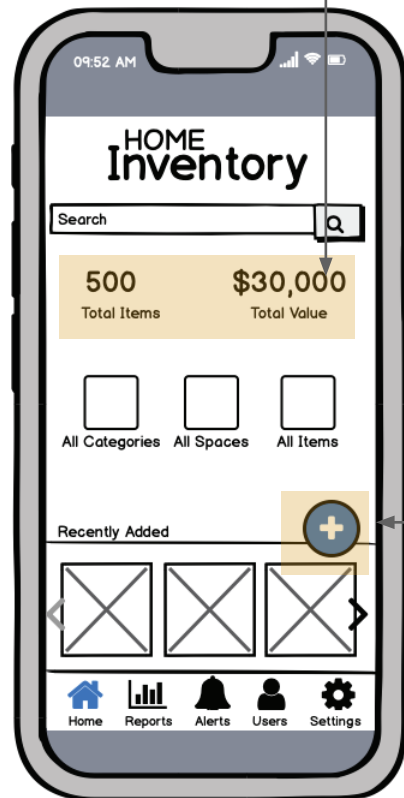 09:52 AM
HOME
Inventory
Search
500 $30,000
Total Items Total Value
All Categories All Spaces All Items
Recently Added
Home Reports Alerts Users Settings